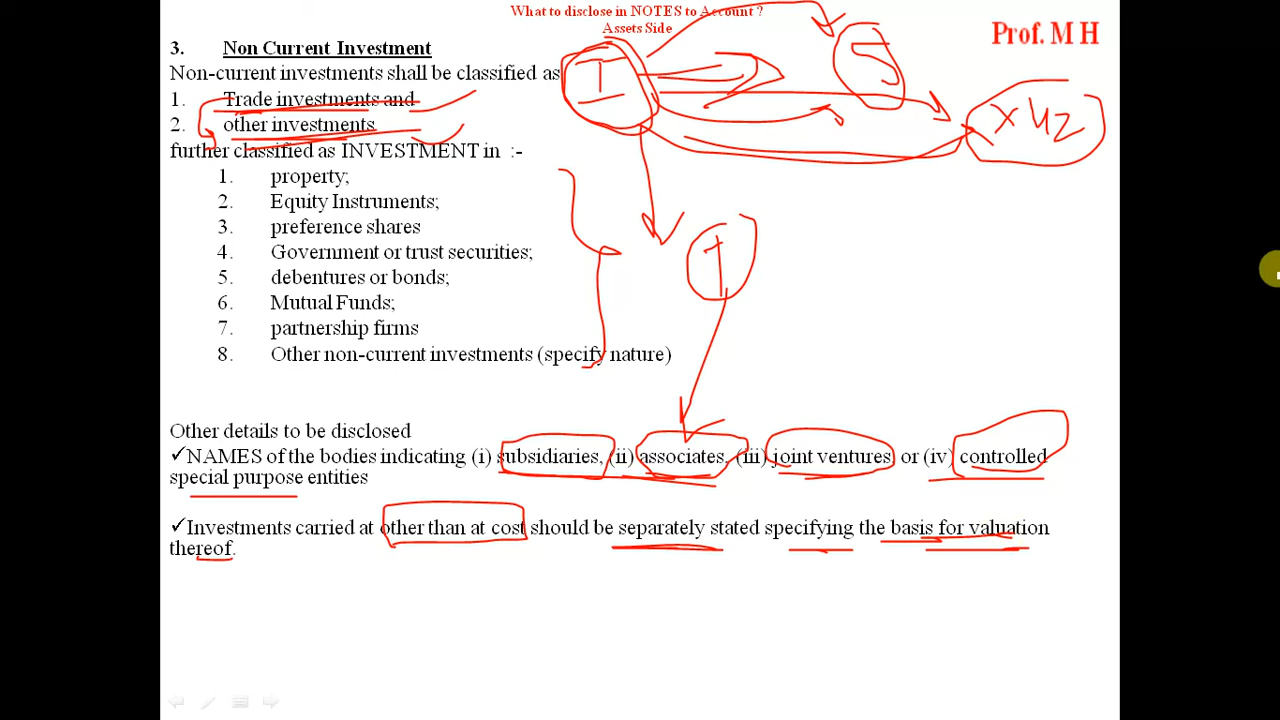 What to disclose in NOTES to Account ?
Assets Side
Prof. M H
3. Non Current Investment
Non-current investments shall be classified as
1. Trade investments and
2. other investments
further classified as INVESTMENT in :-
1. property;
2. Equity Instruments;
3. preference shares
4. Government or trust securities;
5. debentures or bonds;
6. Mutual Funds;
7. partnership firms
8. Other non-current investments (specify nature)
Other details to be disclosed
✓NAMES of the bodies indicating (i) subsidiaries, (ii) associates, (iii) joint ventures, or (iv) controlled
special purpose entities
✓Investments carried at other than at cost should be separately stated specifying the basis for valuation
thereof.
I
XYZ